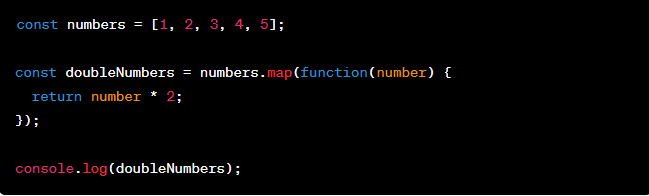 const numbers = [1, 2, 3, 4, 5];
const doubleNumbers = numbers.map(function(number) {
  return number * 2;
});
console.log(doubleNumbers);